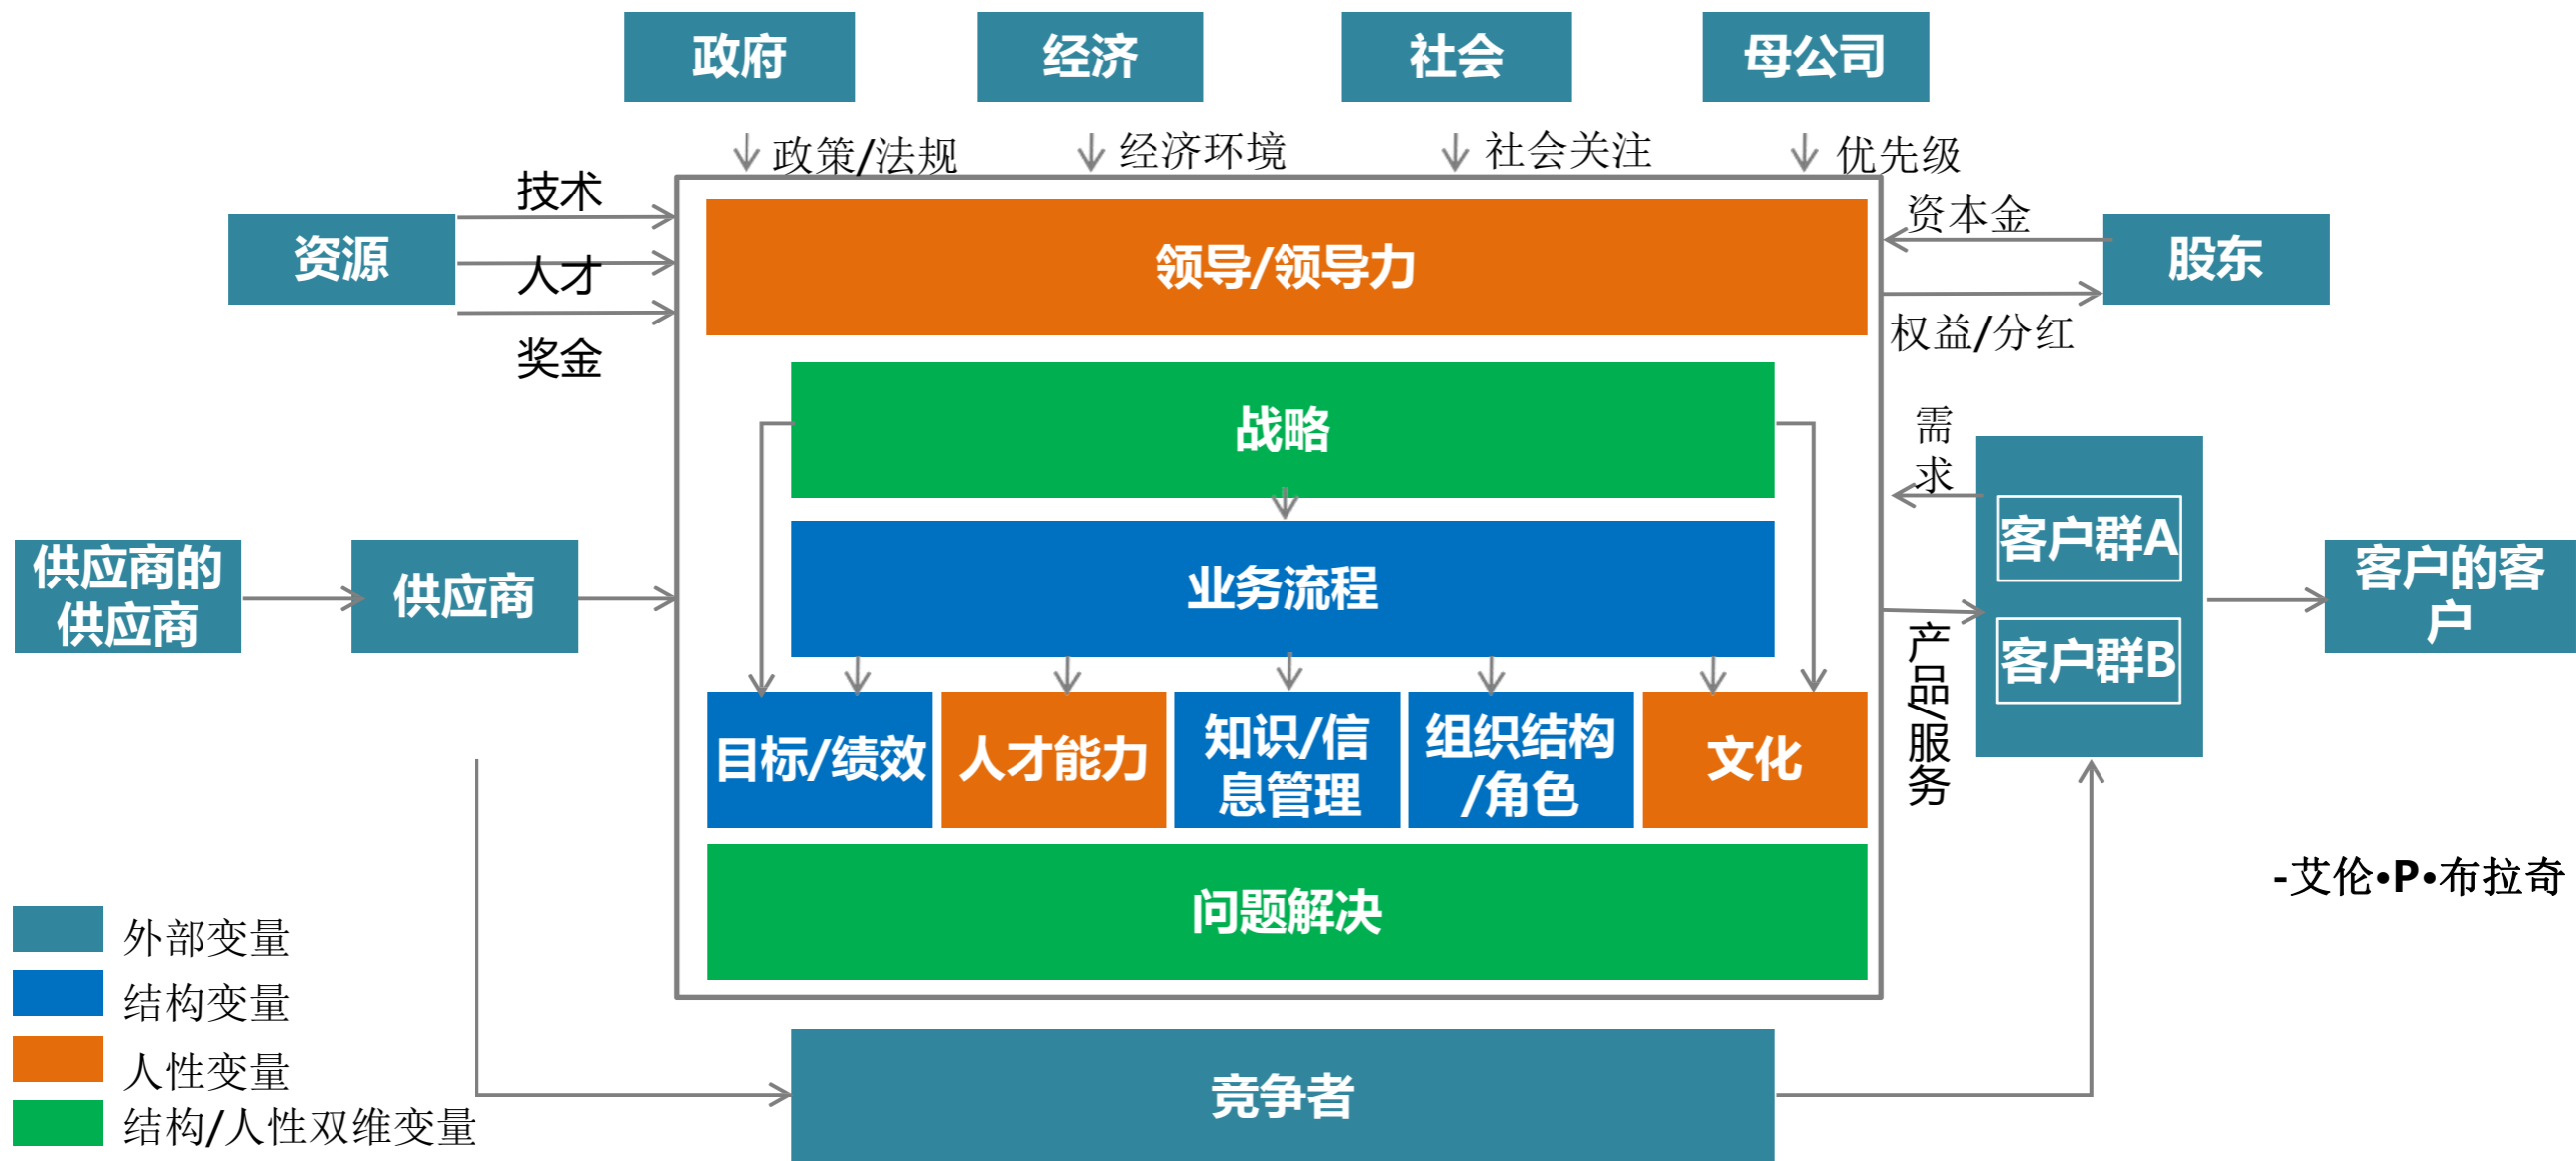 政府
经济
社会
母公司
政策/法规
经济环境
社会关注
优先级
技术
人才
奖金
资源
领导/领导力
资本金
股东
权益/分红
战略
需
求
供应商的
供应商
供应商
业务流程
客户群A
客户群B
客户的客
户
产品/服务
目标/绩效
人才能力
知识/信
息管理
组织结构
/角色
文化
问题解决
-艾伦•P•布拉奇
外部变量
结构变量
人性变量
结构/人性双维变量
竞争者